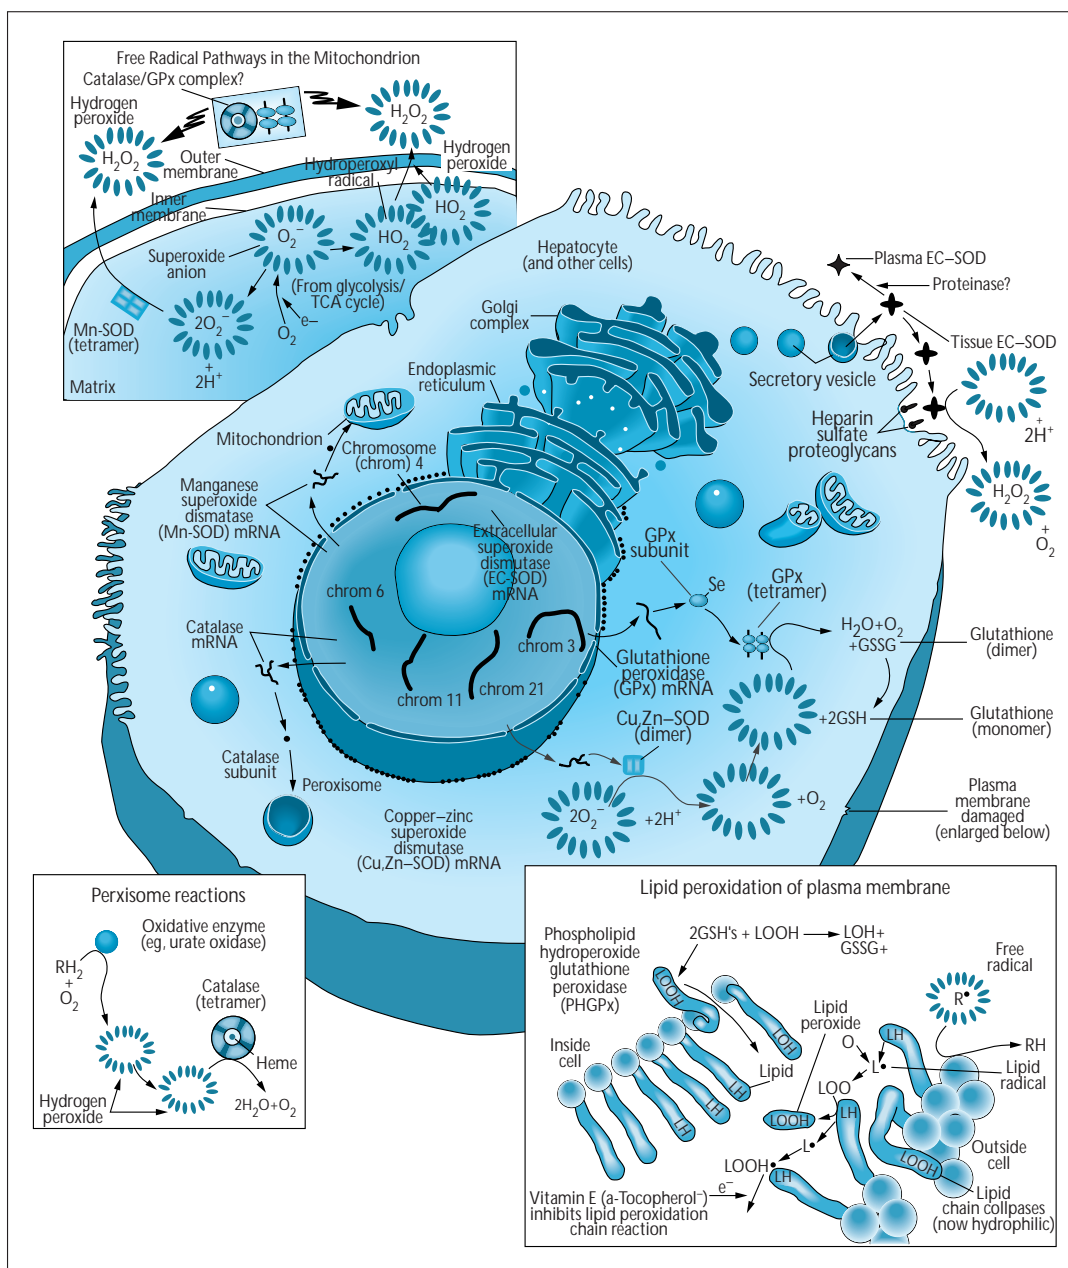 Free Radical Pathways in the Mitochondrion
Catalase/GPx complex?
Hydrogen
peroxide
H2O2
H2O2
Outer
membrane
Hydroperoxyl
radical
Hydrogen
peroxide
Inner
membrane
HO2
O2−
HO2
Superoxide
anion
(From glycolysis/
TCA cycle)
2O2−
+
2H+
O2
e–
Mn-SOD
(tetramer)
Matrix
Hepatocyte
(and other cells)
Golgi
complex
Endoplasmic
reticulum
Plasma EC–SOD
Proteinase?
Tissue EC–SOD
Secretory vesicle
Heparin
sulfate
proteoglycans
+
2H+
H2O2
+
O2
Mitochondrion
Chromosome
(chrom) 4
Manganese
superoxide
dismatase
(Mn-SOD) mRNA
Extracellular
superoxide
dismutase
(EC-SOD)
mRNA
GPx
subunit
Se
GPx
(tetramer)
chrom 6
Catalase
mRNA
chrom 3
chrom 11
chrom 21
Glutathione
peroxidase
(GPx) mRNA
H2O+O2
+GSSG
Glutathione
(dimer)
+2GSH
Glutathione
(monomer)
Cu,Zn–SOD
(dimer)
Catalase
subunit
Peroxisome
2O2−
+2H+
+O2
Plasma
membrane
damaged
(enlarged below)
Copper–zinc
superoxide
dismutase
(Cu,Zn–SOD) mRNA
Perxisome reactions
Oxidative enzyme
(eg, urate oxidase)
RH2
+
O2
Catalase
(tetramer)
Heme
Hydrogen
peroxide
2H2O+O2
Lipid peroxidation of plasma membrane
Phospholipid
hydroperoxide
glutathione
peroxidase
(PHGPx)
2GSH's + LOOH
LOH+
GSSG+
Free
radical
R•
LOOH
LOH
Lipid
peroxide
O
LH
RH
Inside
cell
Lipid
L•
Lipid
radical
LOO
LH
LH
LH
LOOH
LH
L•
LOOH
Outside
cell
LOOH•
LH
Vitamin E (a-Tocopherol−)
inhibits lipid peroxidation
chain reaction
e−
Lipid
chain collpases
(now hydrophilic)